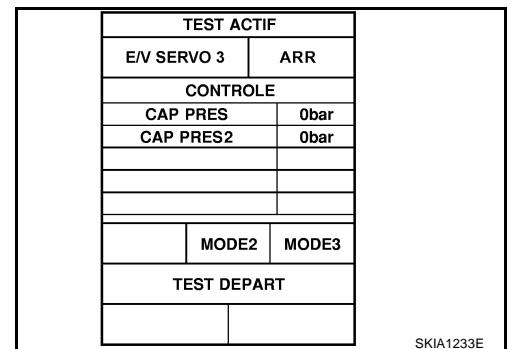 TEST ACTIF
E/V SERVO 3 ARR
CONTROLE
CAP PRES 0bar
CAP PRES2 0bar
MODE2 MODE3
TEST DEPART
SKIA1233E